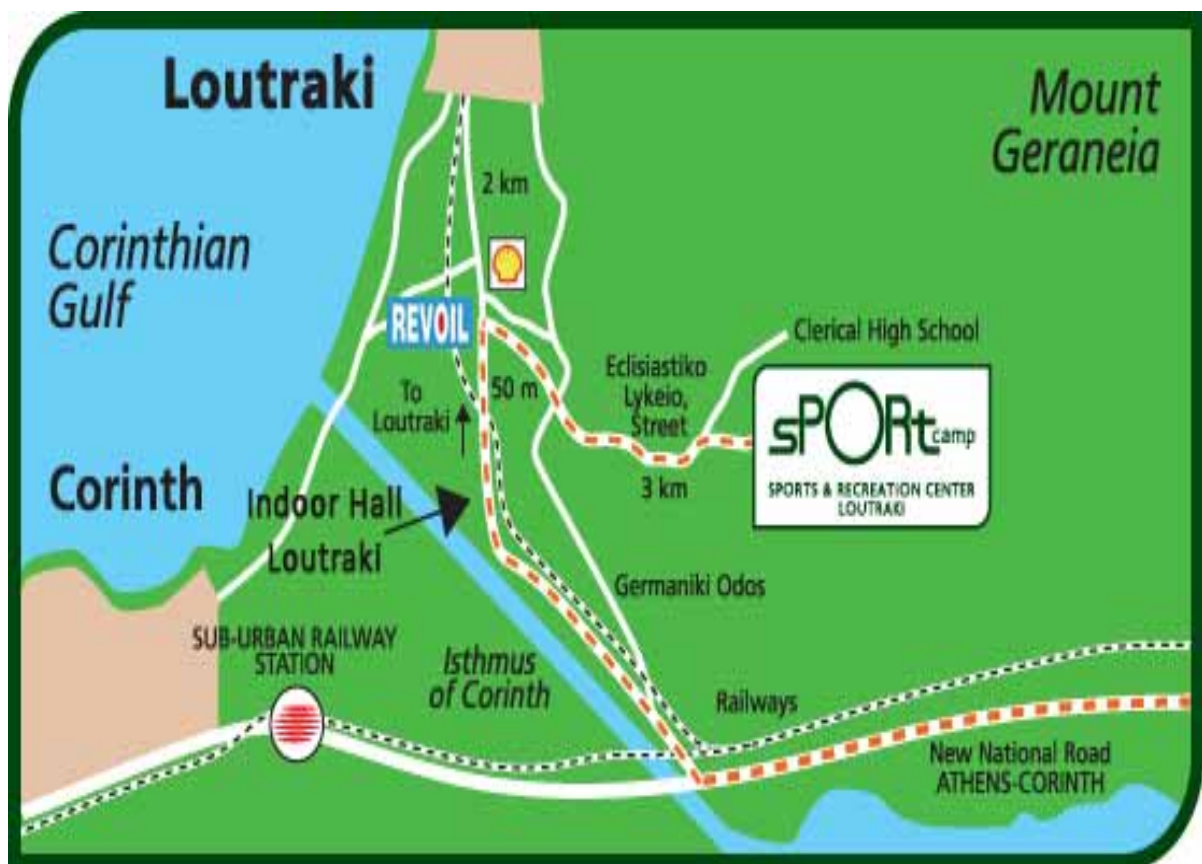 Loutraki
Mount
Geraneia
2 km
Corinthian
Gulf
REVOIL
Clerical High School
Eclisiastiko
Lykeio,
Street
50 m
To
Loutraki
sPORt camp
SPORTS & RECREATION CENTER
LOUTRAKI
3 km
Corinth
Indoor Hall
Loutraki
Germaniki Odos
SUB-URBAN RAILWAY
STATION
Isthmus
of Corinth
Railways
New National Road
ATHENS-CORINTH